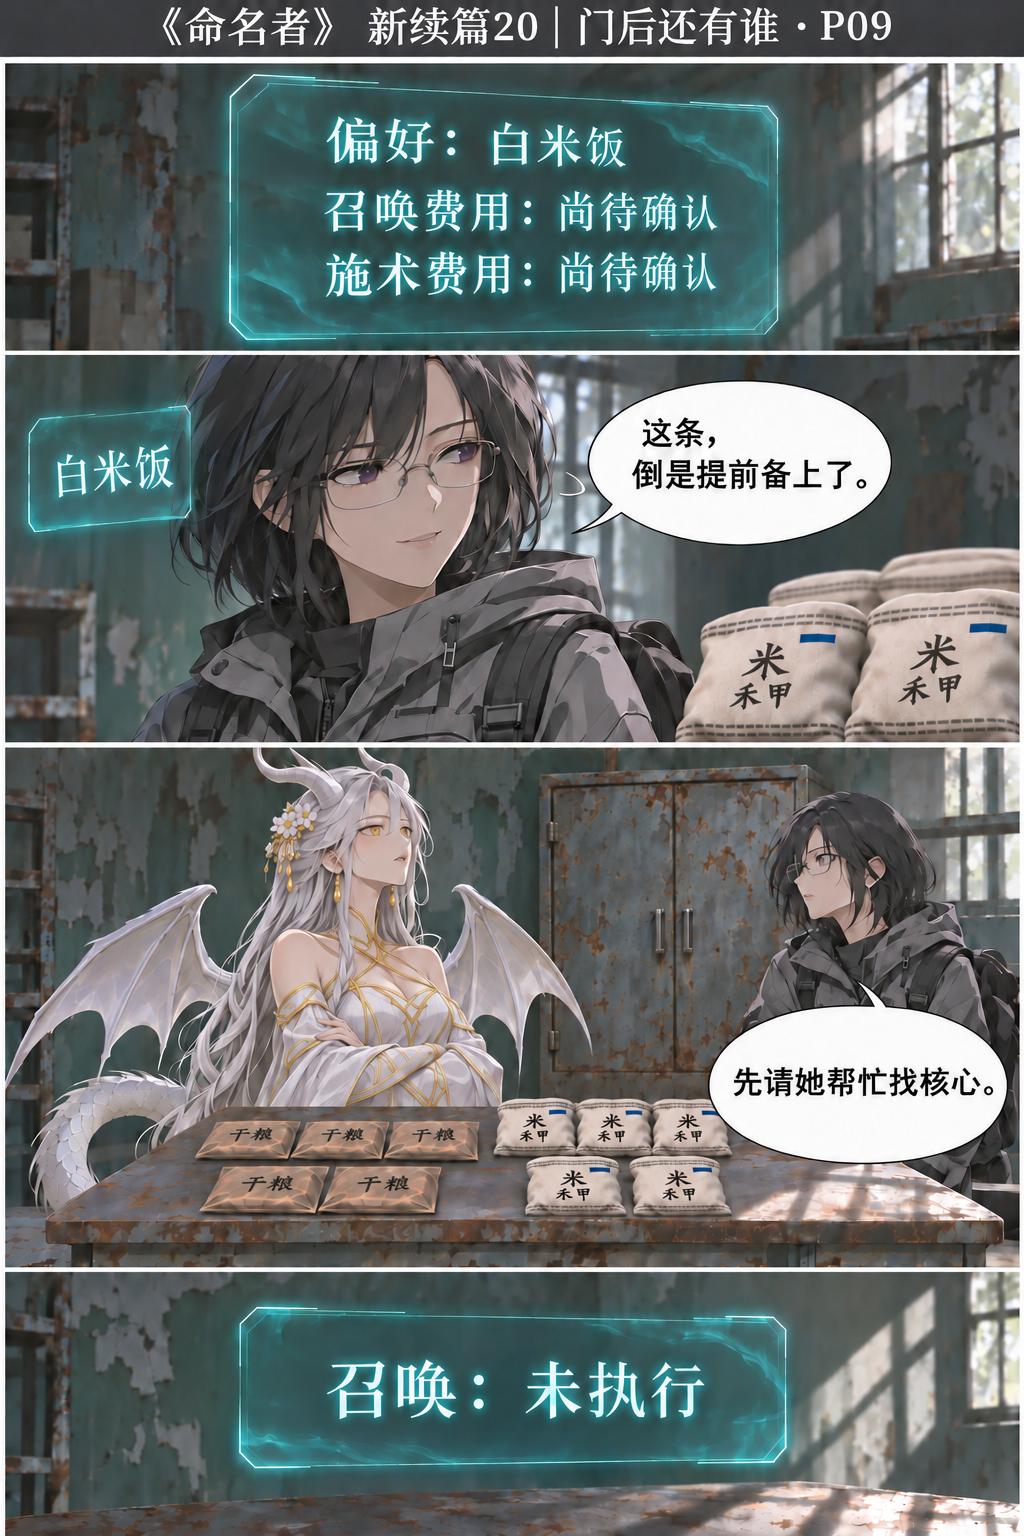 《命名者》 新续篇20｜门后还有谁·P09
偏好：白米饭
召唤费用：尚待确认
施术费用：尚待确认
白米饭
这条，
倒是提前备上了。
米
禾甲
米
禾甲
先请她帮忙找核心。
干粮
干粮
干粮
米
禾甲
米
禾甲
米
禾甲
干粮
干粮
米
禾甲
米
禾甲
召唤：未执行